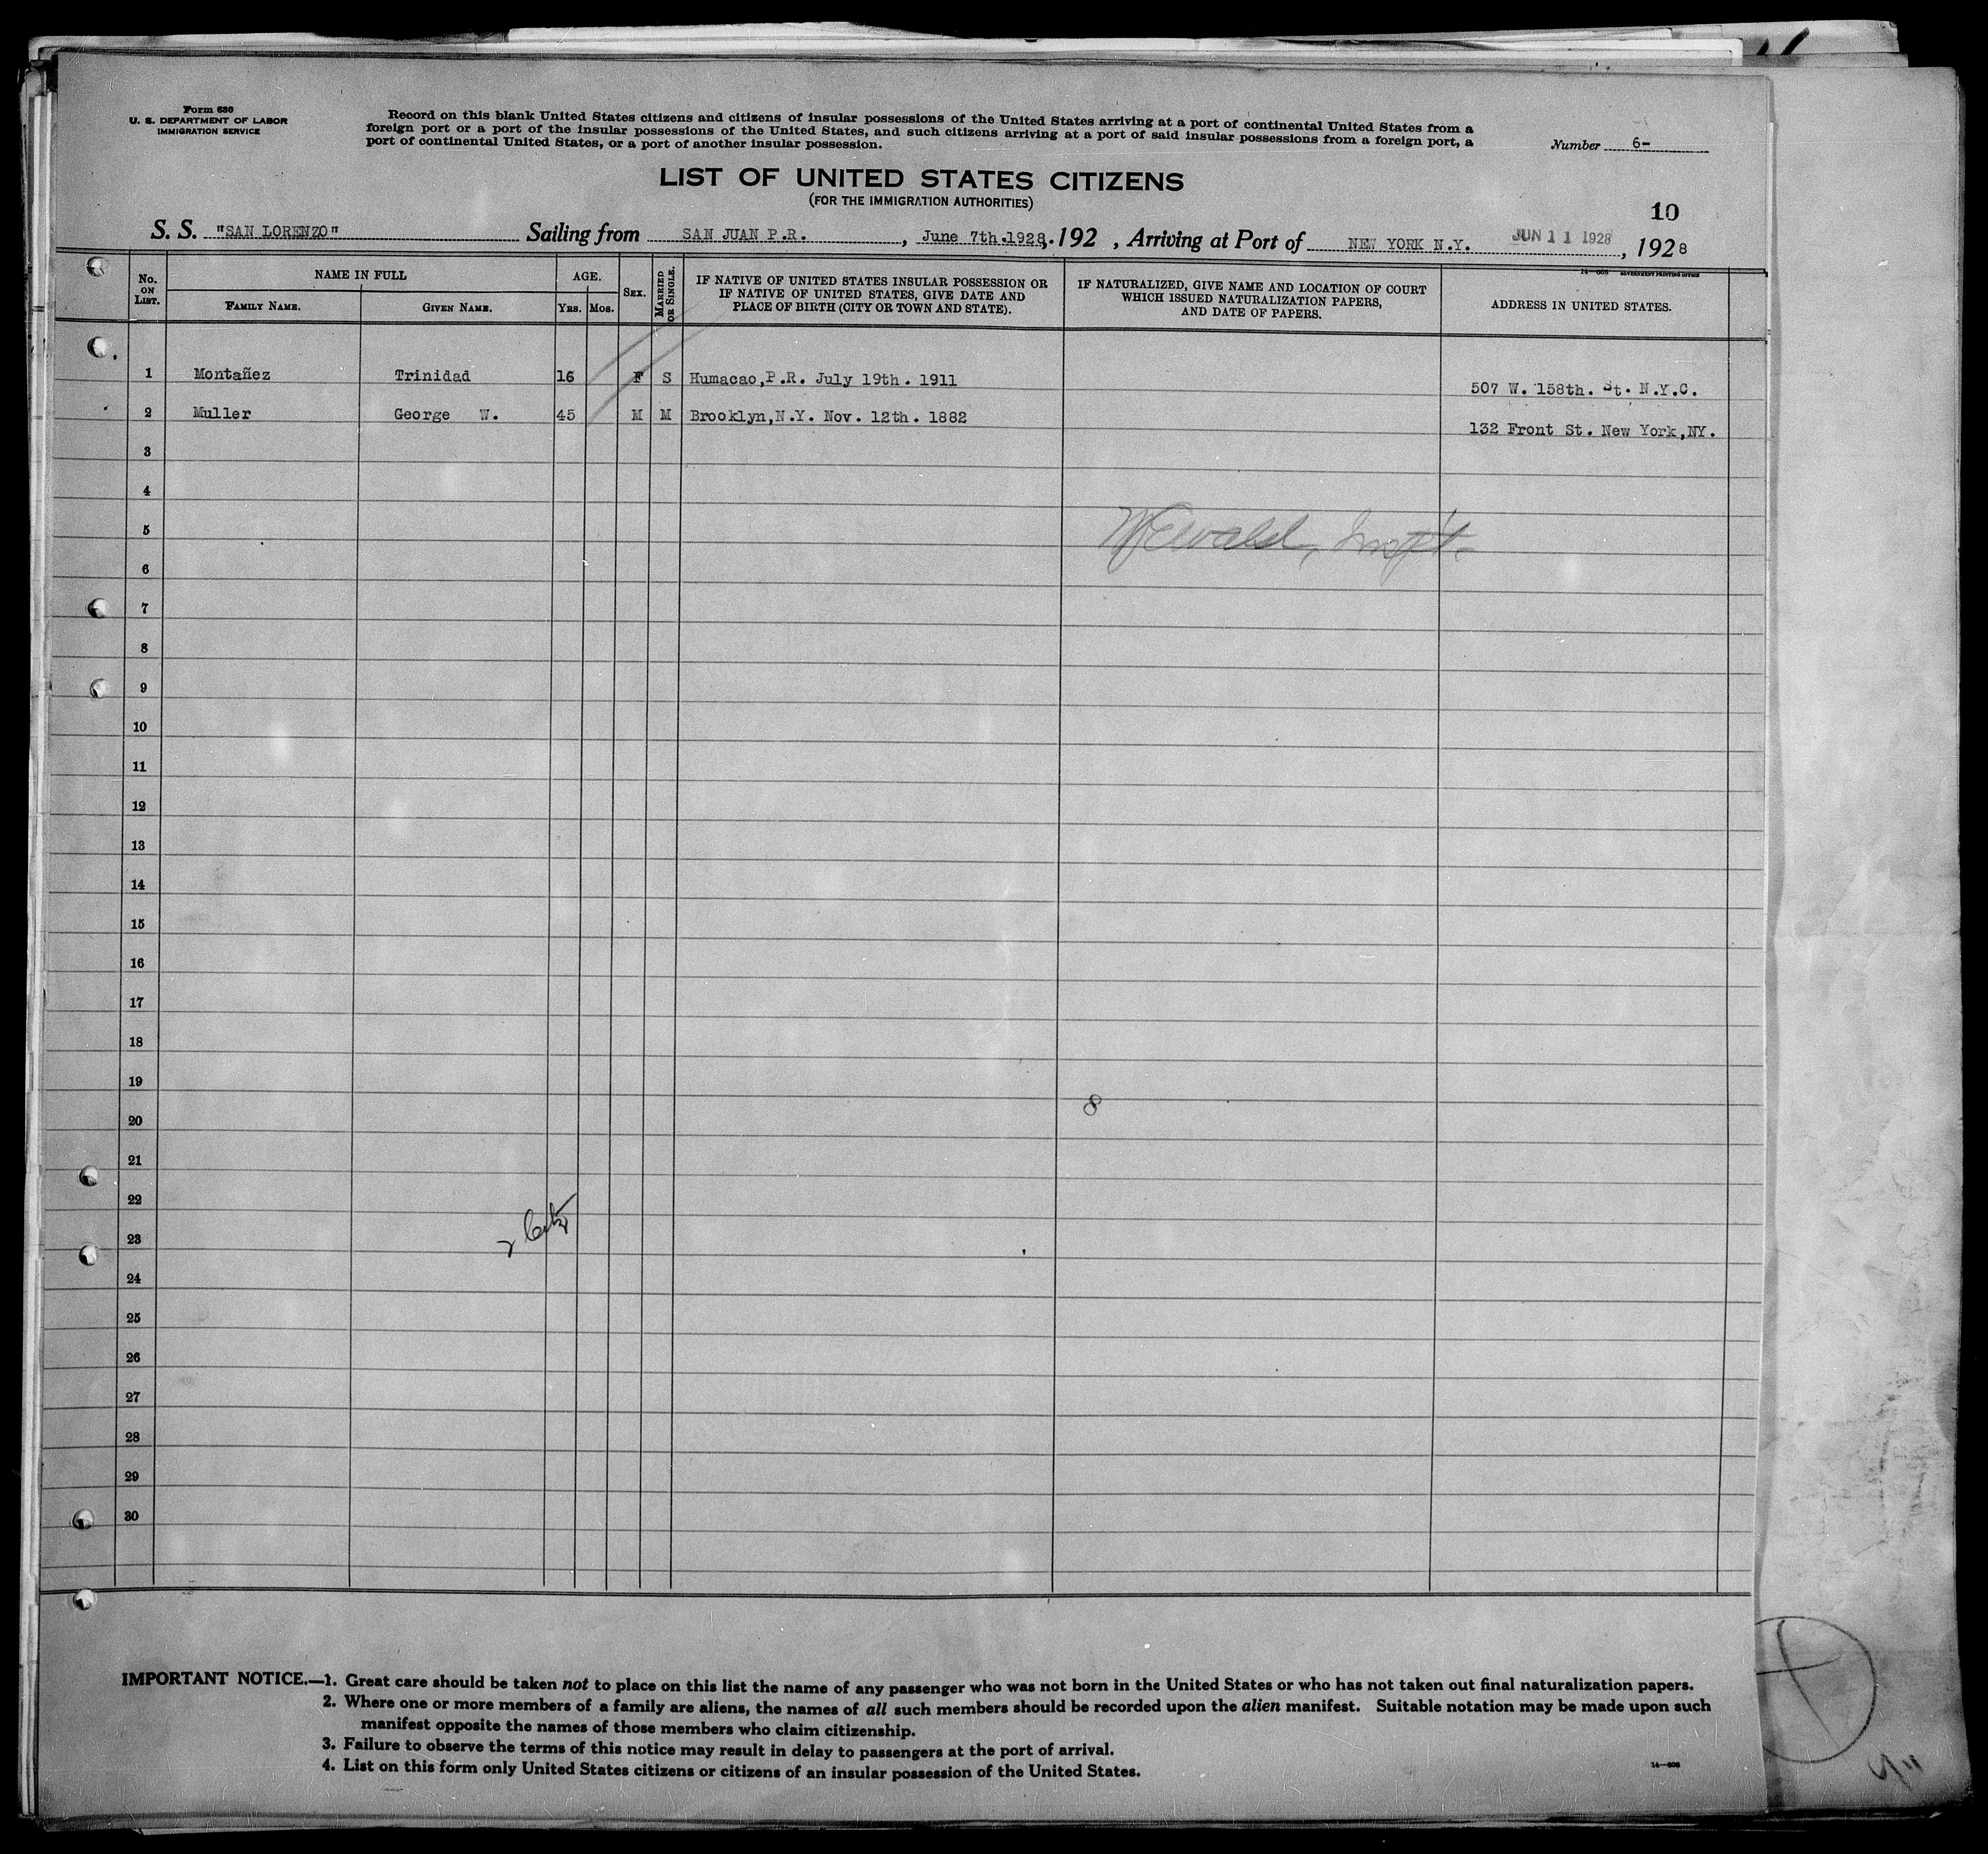 Form 630
U. S. DEPARTMENT OF LABOR
IMMIGRATION SERVICE
Record on this blank United States citizens and citizens of insular possessions of the United States arriving at a port of continental United States from a
foreign port or a port of the insular possessions of the United States, and such citizens arriving at a port of said insular possessions from a foreign port, a
port of continental United States, or a port of another insular possession.
Number 6-
LIST OF UNITED STATES CITIZENS
(FOR THE IMMIGRATION AUTHORITIES)
10
S. S. "SAN LORENZO" Sailing from SAN JUAN P.R. , June 7th.1928, 192 , Arriving at Port of NEW YORK N.Y. JUN 11 1928 , 1928
14—608 GOVERNMENT PRINTING OFFICE
No. ON LIST. NAME IN FULL FAMILY NAME. GIVEN NAME. AGE. YRS. MOS. SEX. MARRIED OR SINGLE. IF NATIVE OF UNITED STATES INSULAR POSSESSION OR IF NATIVE OF UNITED STATES, GIVE DATE AND PLACE OF BIRTH (CITY OR TOWN AND STATE). IF NATURALIZED, GIVE NAME AND LOCATION OF COURT WHICH ISSUED NATURALIZATION PAPERS, AND DATE OF PAPERS. ADDRESS IN UNITED STATES.
1 Montañez Trinidad 16 F S Humacao,P.R. July 19th. 1911 507 W. 158th. St. N.Y.C.
2 Muller George W. 45 M M Brooklyn,N.Y. Nov. 12th. 1882 132 Front St. New York,NY.
3
4
5
6
7
8
9
10
11
12
13
14
15
16
17
18
19
8
20
21
22
23
24
25
26
27
28
29
30
IMPORTANT NOTICE.—1. Great care should be taken not to place on this list the name of any passenger who was not born in the United States or who has not taken out final naturalization papers.
2. Where one or more members of a family are aliens, the names of all such members should be recorded upon the alien manifest. Suitable notation may be made upon such
manifest opposite the names of those members who claim citizenship.
3. Failure to observe the terms of this notice may result in delay to passengers at the port of arrival.
4. List on this form only United States citizens or citizens of an insular possession of the United States.
14—608